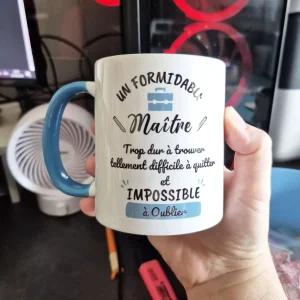 UN FORMIDABLE
Maître
Trop dur à trouver
tellement difficile à quitter
et
IMPOSSIBLE
à Oublier